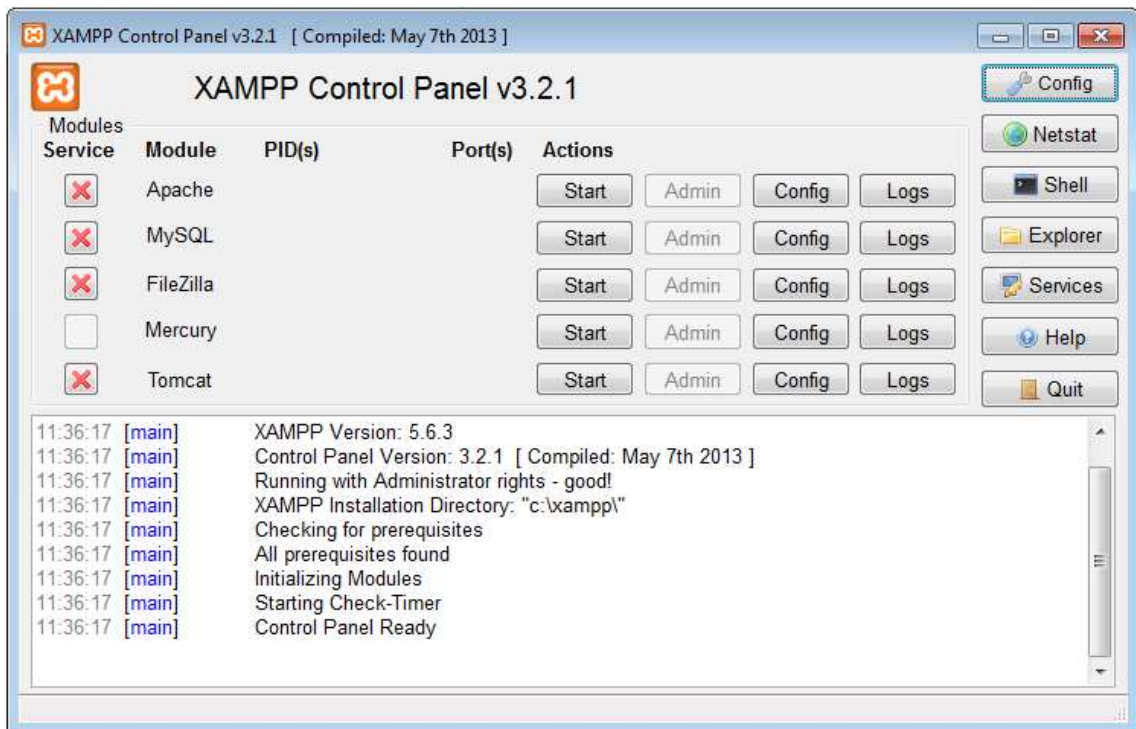 XAMPP Control Panel v3.2.1 [ Compiled: May 7th 2013 ]
XAMPP Control Panel v3.2.1
Config
Modules
Netstat
Service Module PID(s) Port(s) Actions
Apache Start Admin Config Logs
Shell
MySQL Start Admin Config Logs
Explorer
FileZilla Start Admin Config Logs
Services
Mercury Start Admin Config Logs
Help
Tomcat Start Admin Config Logs
Quit
11:36:17 [main] XAMPP Version: 5.6.3
11:36:17 [main] Control Panel Version: 3.2.1 [ Compiled: May 7th 2013 ]
11:36:17 [main] Running with Administrator rights - good!
11:36:17 [main] XAMPP Installation Directory: "c:\xampp\"
11:36:17 [main] Checking for prerequisites
11:36:17 [main] All prerequisites found
11:36:17 [main] Initializing Modules
11:36:17 [main] Starting Check-Timer
11:36:17 [main] Control Panel Ready